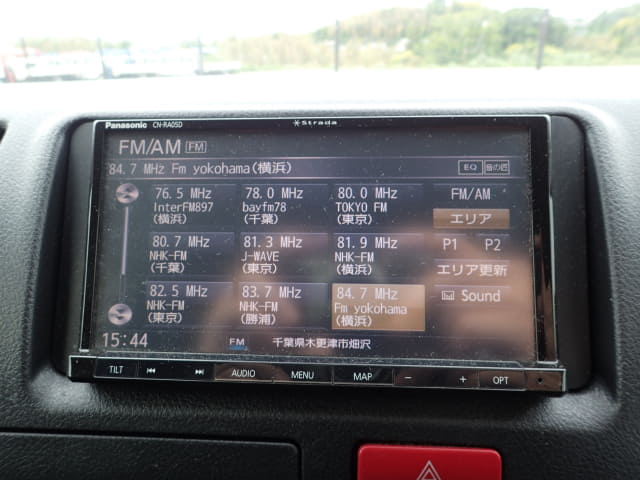 Panasonic CN-RA05D Strada
FM/AM FM
84.7 MHz Fm yokohama(横浜) EQ 音の匠
76.5 MHz
InterFM897
(横浜)
78.0 MHz
bayfm78
(千葉)
80.0 MHz
TOKYO FM
(東京)
FM/AM
エリア
80.7 MHz
NHK-FM
(千葉)
81.3 MHz
J-WAVE
(東京)
81.9 MHz
NHK-FM
(横浜)
P1 P2
エリア更新
82.5 MHz
NHK-FM
(東京)
83.7 MHz
NHK-FM
(勝浦)
84.7 MHz
Fm yokohama
(横浜)
Sound
15:44 FM 千葉県木更津市畑沢
TILT AUDIO MENU MAP − + OPT